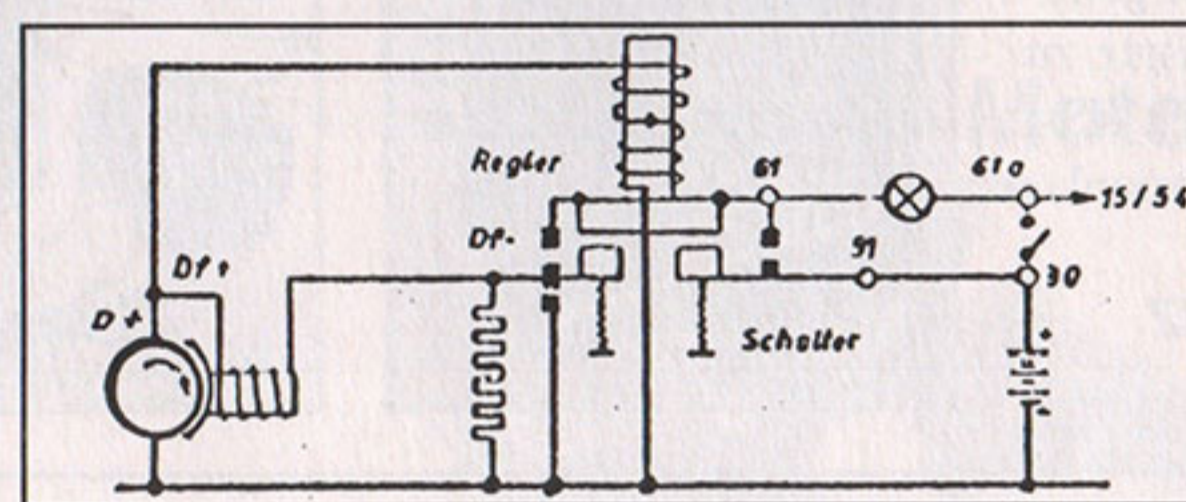 Regler
61
61a
15/54
Df-
51
30
Df+
D+
Schalter
+
-